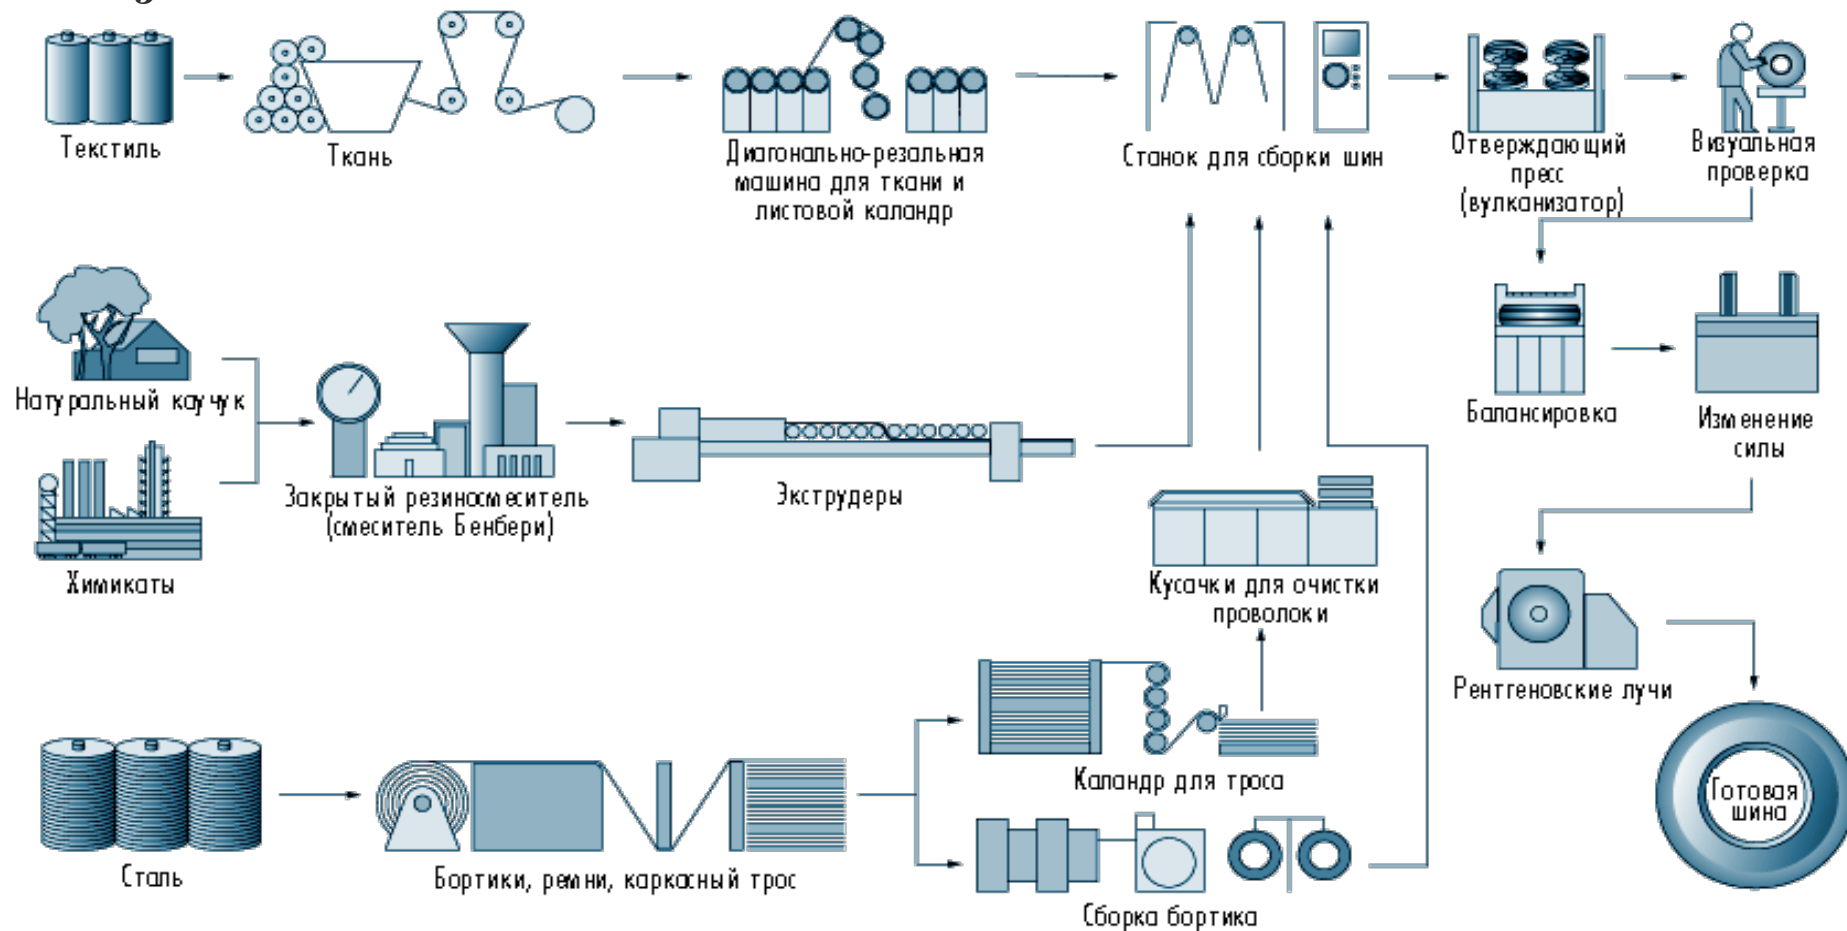 Текстиль
Ткань
Диагонально-резальная
машина для ткани и
листовой каландр
Станок для сборки шин
Отверждающий
пресс
(вулканизатор)
Визуальная
проверка
Натуральный каучук
Химикаты
Закрытый резиносмеситель
(смеситель Бенбери)
Экструдеры
Кусачки для очистки
проволоки
Балансировка
Изменение
силы
Рентгеновские лучи
Готовая
шина
Сталь
Бортики, ремни, каркасный трос
Каландр для троса
Сборка бортика